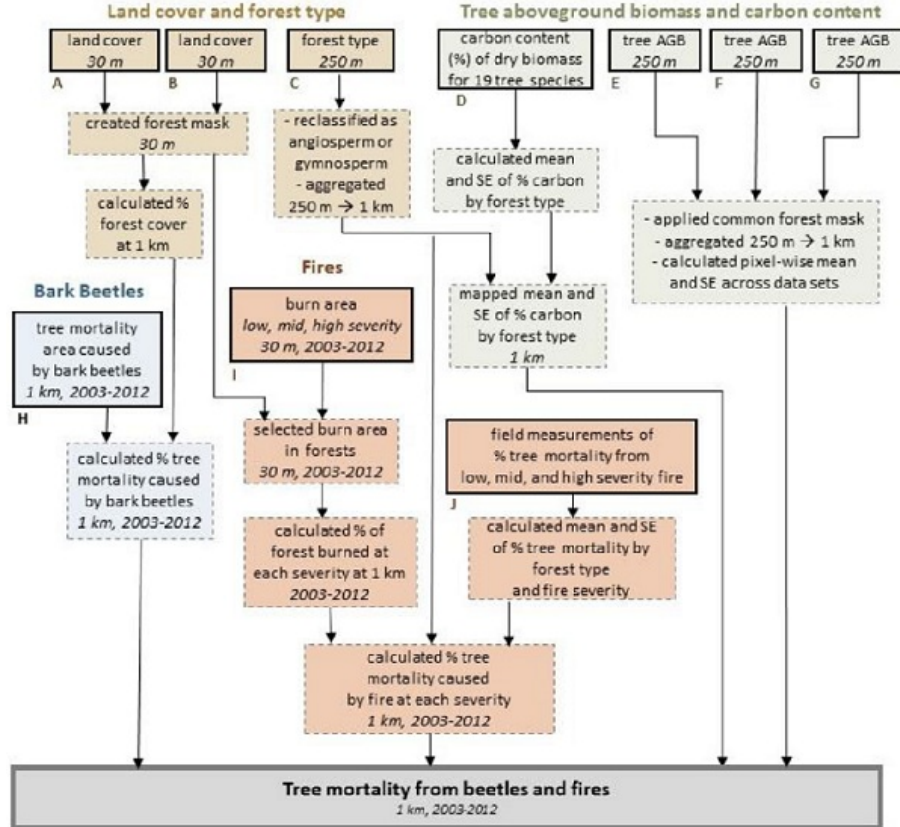 Land cover and forest type
Tree aboveground biomass and carbon content
land cover
30 m
A
land cover
30 m
B
forest type
250 m
C
carbon content
(%) of dry biomass
for 19 tree species
D
tree AGB
250 m
E
tree AGB
250 m
F
tree AGB
250 m
G
created forest mask
30 m
- reclassified as
angiosperm or
gymnosperm
- aggregated
250 m → 1 km
calculated mean
and SE of % carbon
by forest type
calculated %
forest cover
at 1 km
- applied common forest mask
- aggregated 250 m → 1 km
- calculated pixel-wise mean
and SE across data sets
Fires
Bark Beetles
burn area
low, mid, high severity
30 m, 2003-2012
I
mapped mean and
SE of % carbon
by forest type
1 km
tree mortality
area caused
by bark beetles
1 km, 2003-2012
H
selected burn area
in forests
30 m, 2003-2012
field measurements of
% tree mortality from
low, mid, and high severity fire
J
calculated % tree
mortality caused
by bark beetles
1 km, 2003-2012
calculated % of
forest burned at
each severity at 1 km
2003-2012
calculated mean and SE
of % tree mortality by
forest type
and fire severity
calculated % tree
mortality caused
by fire at each severity
1 km, 2003-2012
Tree mortality from beetles and fires
1 km, 2003-2012